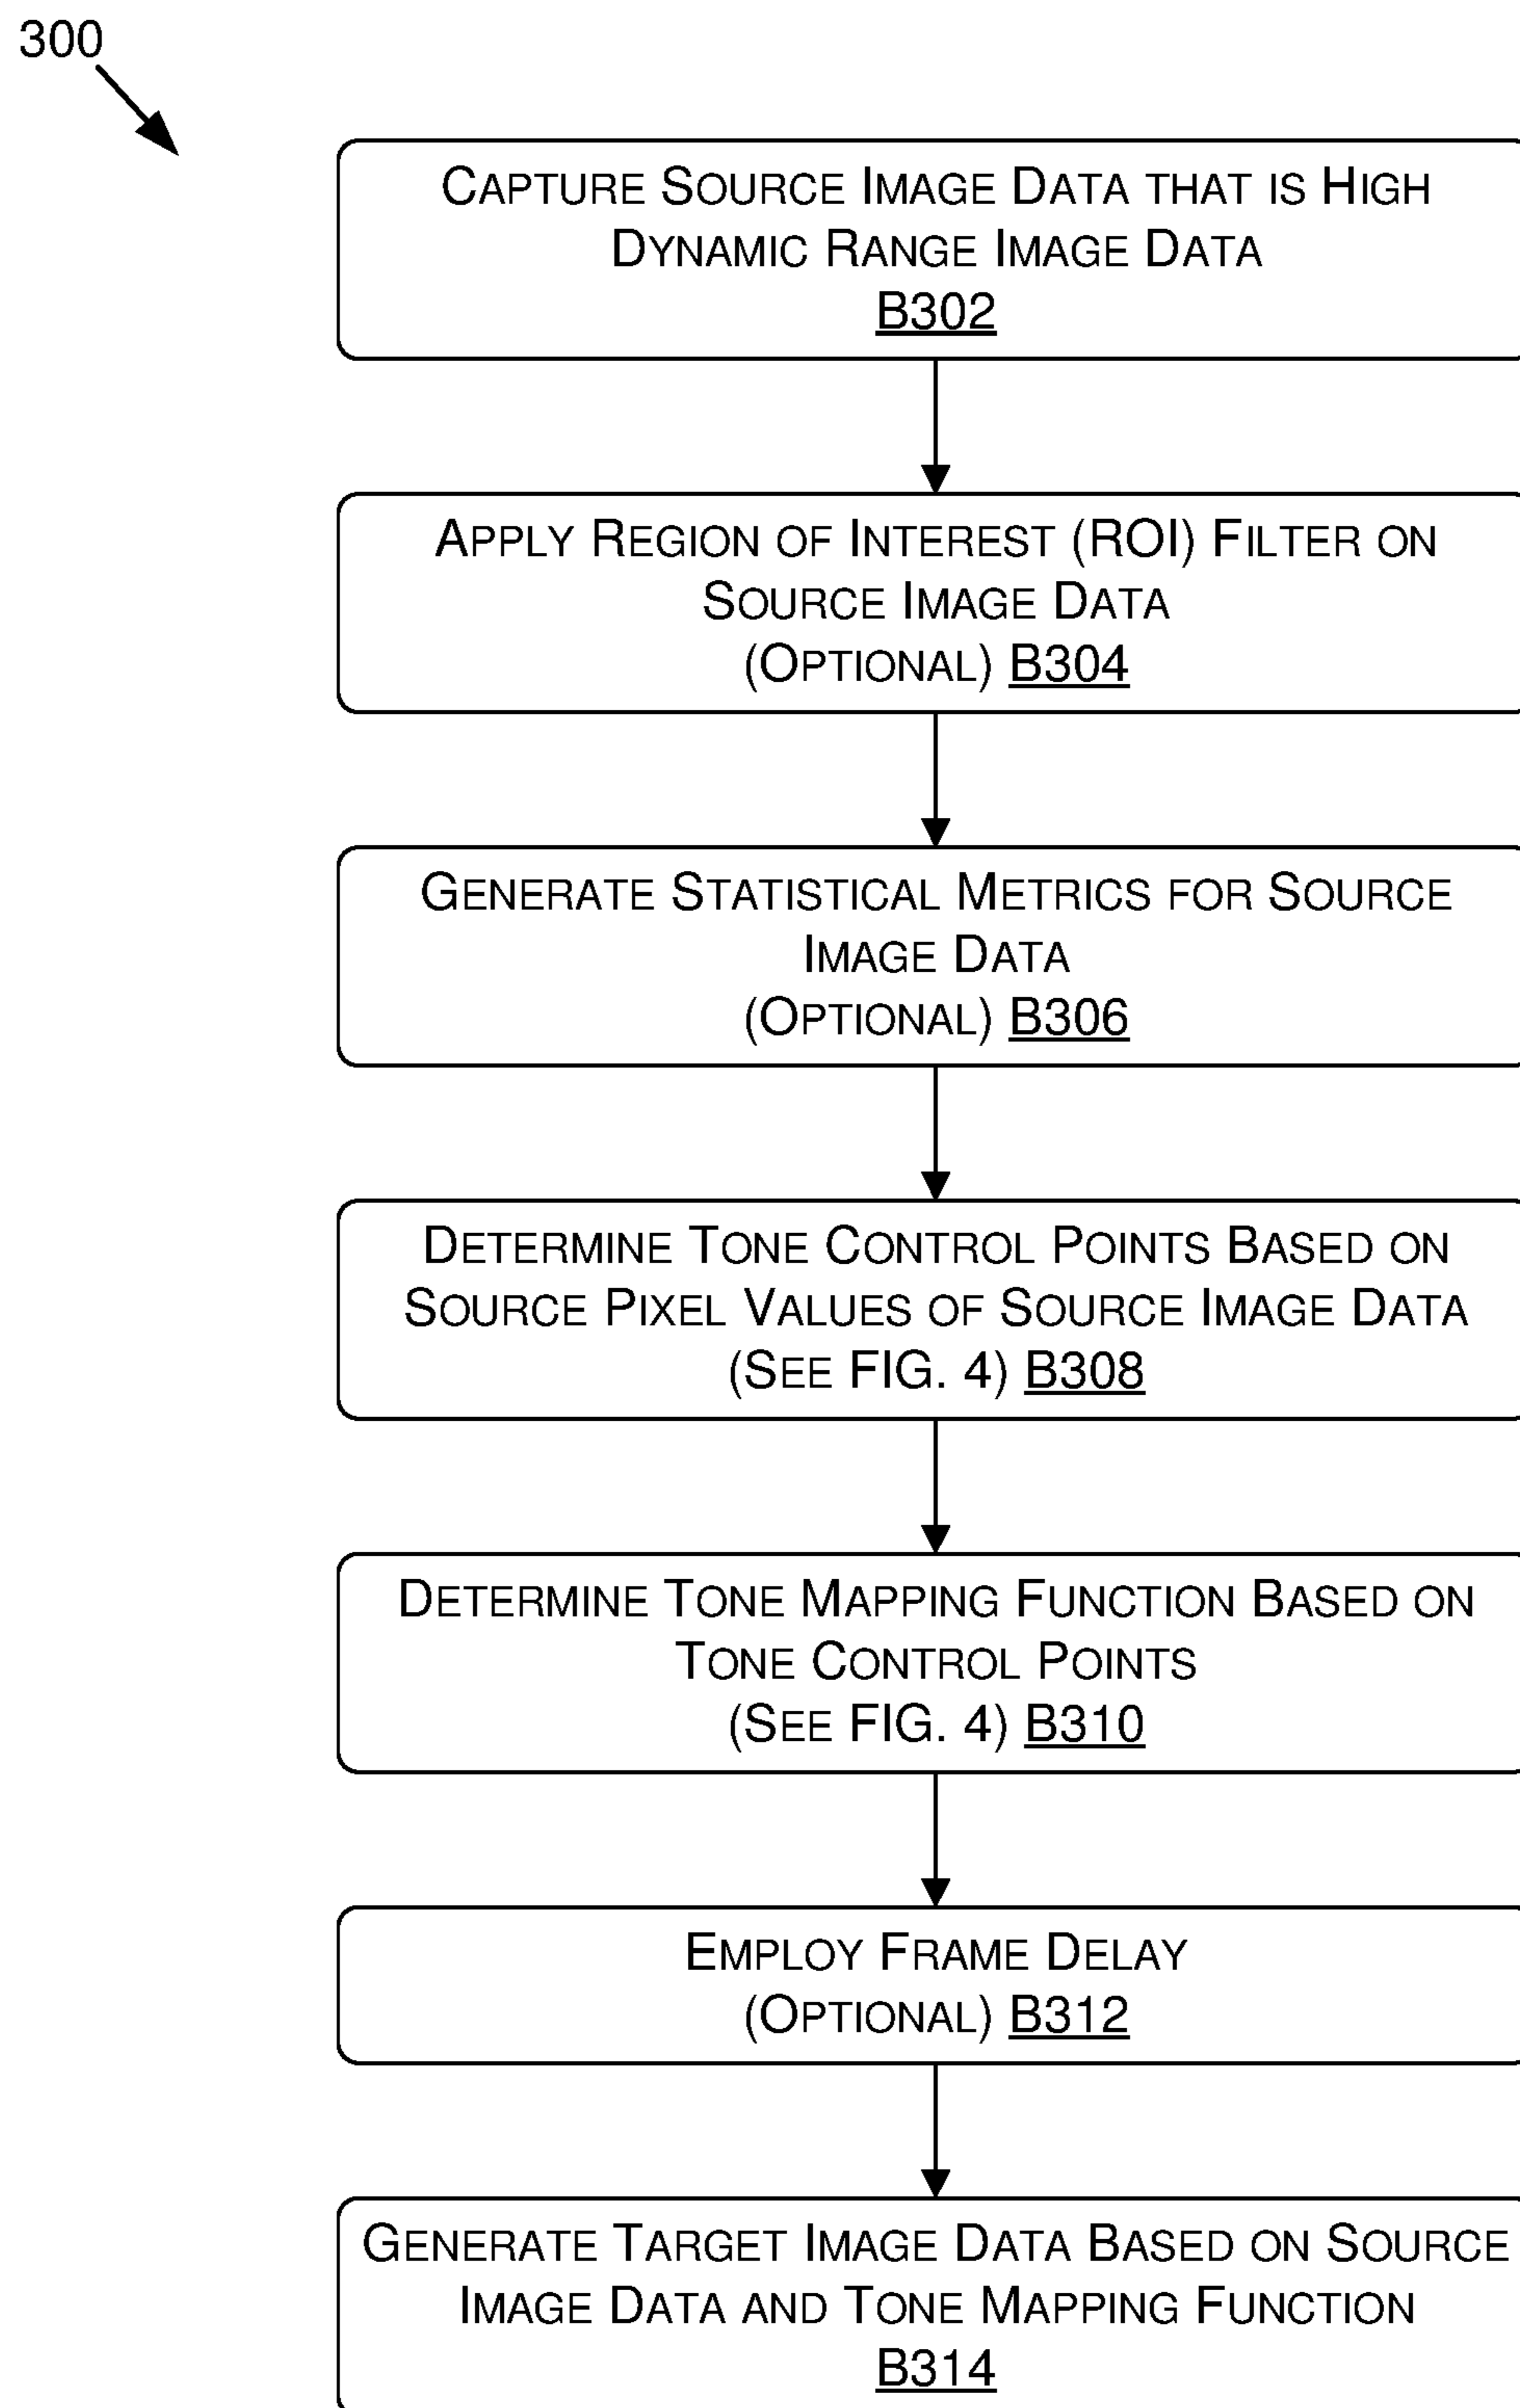 300
CAPTURE SOURCE IMAGE DATA THAT IS HIGH
DYNAMIC RANGE IMAGE DATA
B302
APPLY REGION OF INTEREST (ROI) FILTER ON
SOURCE IMAGE DATA
(OPTIONAL) B304
GENERATE STATISTICAL METRICS FOR SOURCE
IMAGE DATA
(OPTIONAL) B306
DETERMINE TONE CONTROL POINTS BASED ON
SOURCE PIXEL VALUES OF SOURCE IMAGE DATA
(SEE FIG. 4) B308
DETERMINE TONE MAPPING FUNCTION BASED ON
TONE CONTROL POINTS
(SEE FIG. 4) B310
EMPLOY FRAME DELAY
(OPTIONAL) B312
GENERATE TARGET IMAGE DATA BASED ON SOURCE
IMAGE DATA AND TONE MAPPING FUNCTION
B314